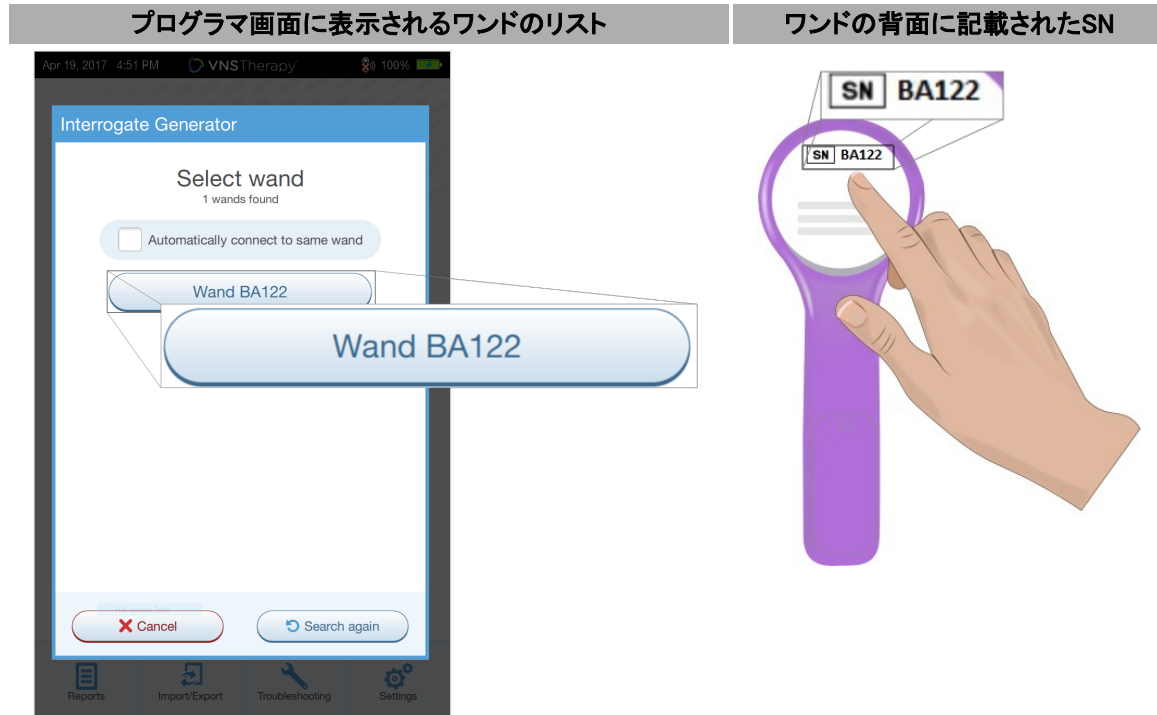 プログラマ画面に表示されるワンドのリスト
ワンドの背面に記載されたSN
Apr 19, 2017 4:51 PM
VNSTherapy
100%
Interrogate Generator
Select wand
1 wands found
Automatically connect to same wand
Wand BA122
Wand BA122
Cancel
Search again
Reports
Import/Export
Troubleshooting
Settings
SN BA122
SN BA122